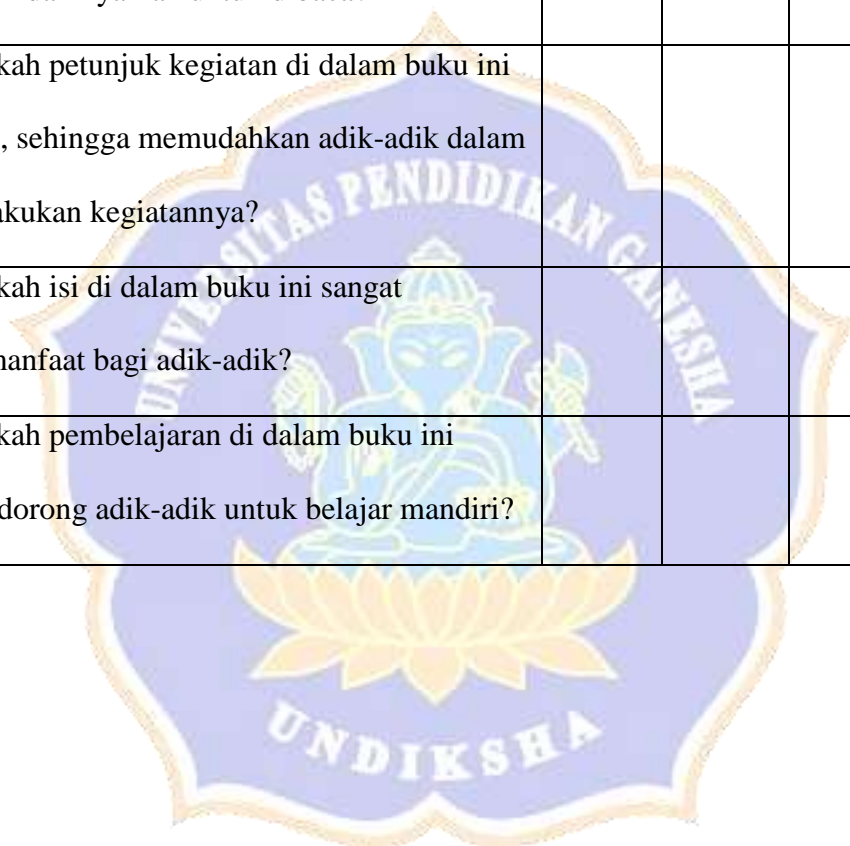 kah petunjuk kegiatan di dalam buku ini
, sehingga memudahkan adik-adik dalam
akukan kegiatannya?
kah isi di dalam buku ini sangat
manfaat bagi adik-adik?
kah pembelajaran di dalam buku ini
dorong adik-adik untuk belajar mandiri?
UNIVERSITAS PENDIDIKAN GANESHA
UNDIKSHA